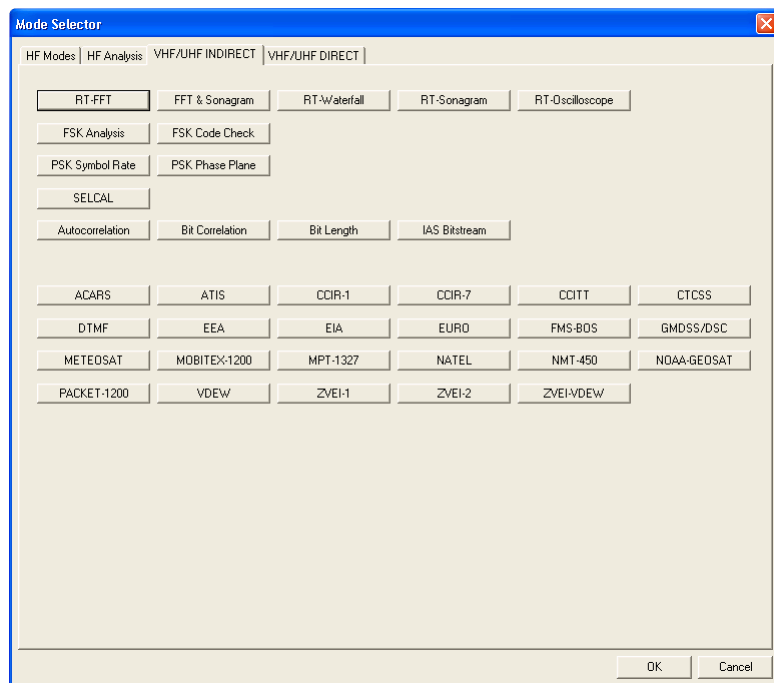 Mode Selector
HF Modes HF Analysis VHF/UHF INDIRECT VHF/UHF DIRECT
RT-FFT FFT & Sonagram RT-Waterfall RT-Sonagram RT-Oscilloscope
FSK Analysis FSK Code Check
PSK Symbol Rate PSK Phase Plane
SELCAL
Autocorrelation Bit Correlation Bit Length IAS Bitstream
ACARS ATIS CCIR-1 CCIR-7 CCITT CTCSS
DTMF EEA EIA EURO FMS-BOS GMDSS/DSC
METEOSAT MOBITEX-1200 MPT-1327 NATEL NMT-450 NOAA-GEOSAT
PACKET-1200 VDEW ZVEI-1 ZVEI-2 ZVEI-VDEW
OK Cancel